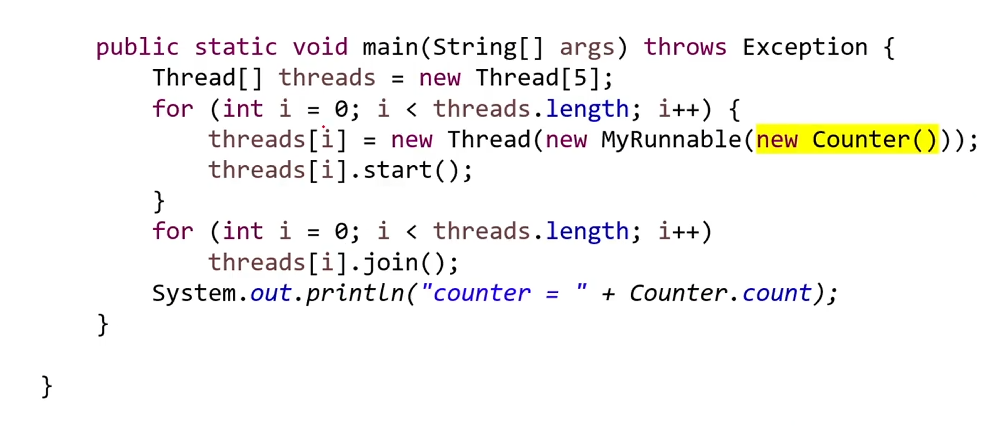 public static void main(String[] args) throws Exception {
Thread[] threads = new Thread[5];
for (int i = 0; i < threads.length; i++) {
threads[i] = new Thread(new MyRunnable(new Counter()));
threads[i].start();
}
for (int i = 0; i < threads.length; i++)
threads[i].join();
System.out.println("counter = " + Counter.count);
}
}